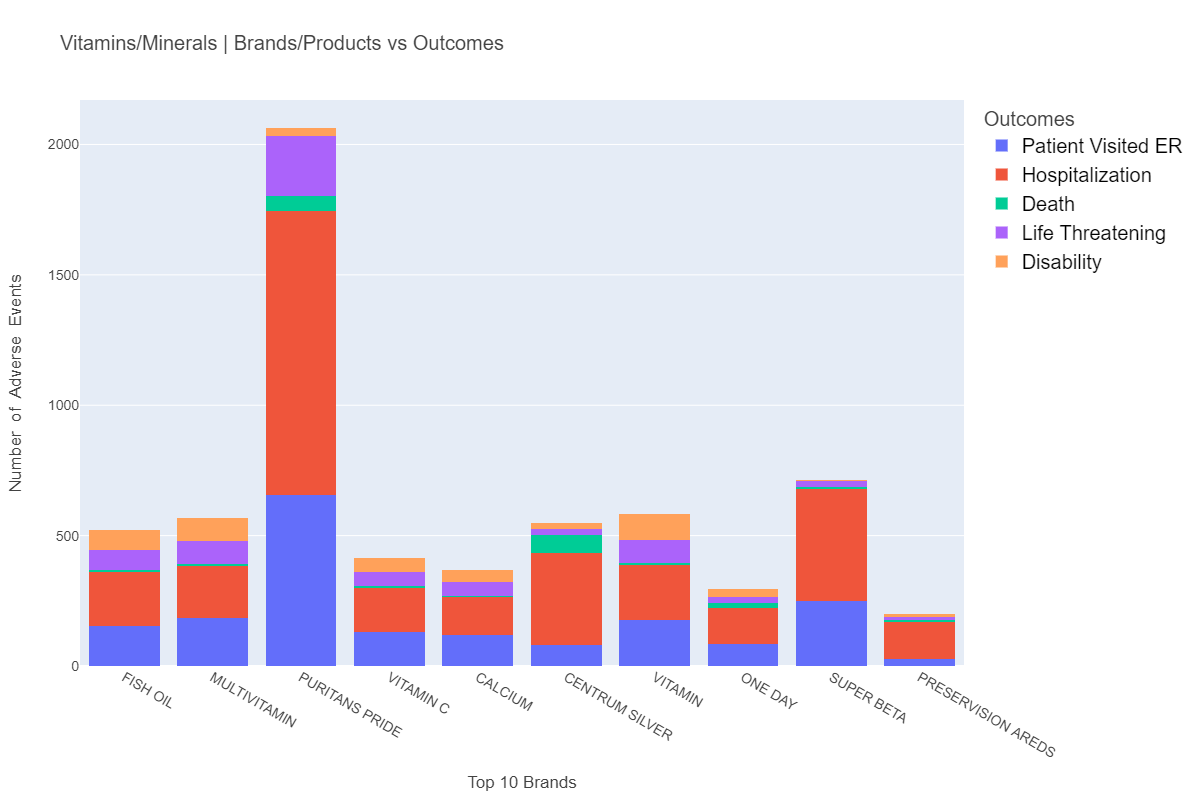 Vitamins/Minerals | Brands/Products vs Outcomes
Outcomes
Patient Visited ER
Hospitalization
Death
Life Threatening
Disability
Number of Adverse Events
2000
1500
1000
500
0
FISH OIL
MULTIVITAMIN
PURITANS PRIDE
VITAMIN C
CALCIUM
CENTRUM SILVER
VITAMIN
ONE DAY
SUPER BETA
PRESERVISION AREDS
Top 10 Brands